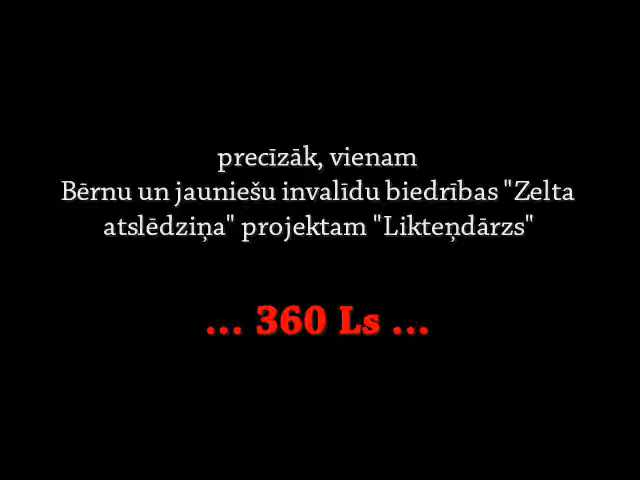 precīzāk, vienam
Bērnu un jauniešu invalīdu biedrības "Zelta
atslēdziņa" projektam "Likteņdārzs"
... 360 Ls ...